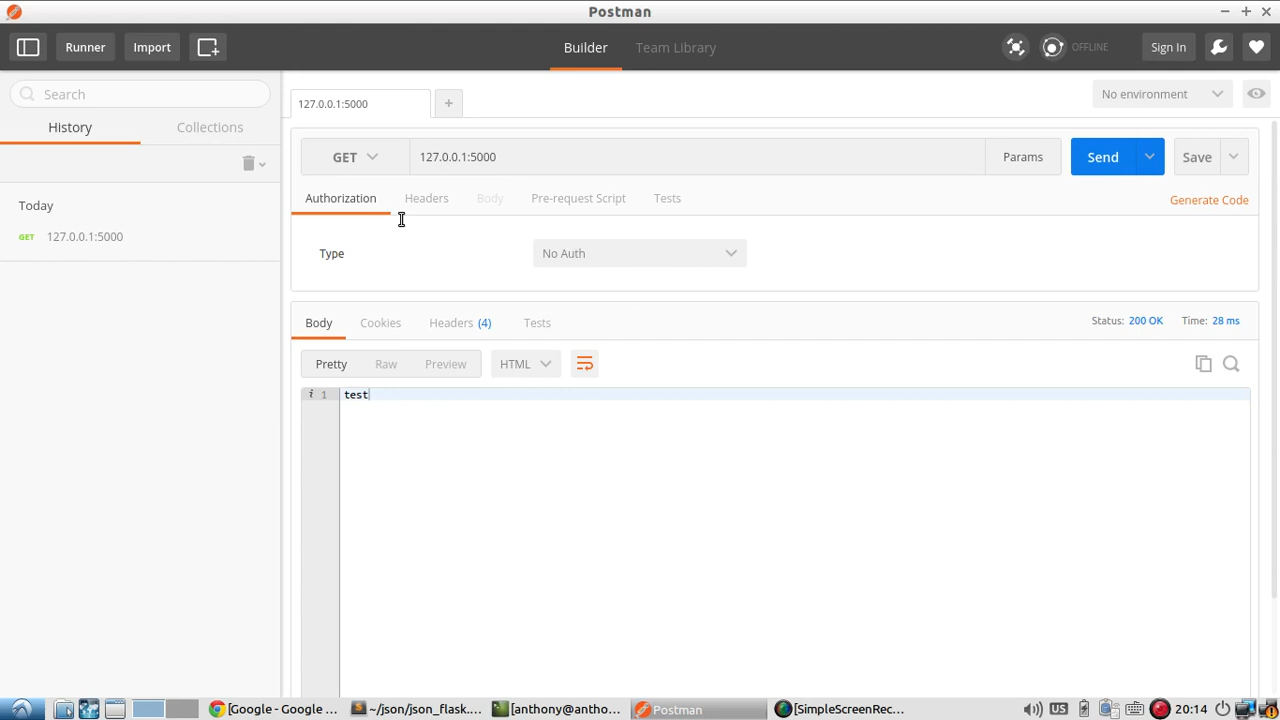 Postman
Runner
Import
Builder
Team Library
OFFLINE
Sign In
Search
History
Collections
Today
GET 127.0.0.1:5000
127.0.0.1:5000
+
No environment
GET
127.0.0.1:5000
Params
Send
Save
Authorization
Headers
Body
Pre-request Script
Tests
Generate Code
Type
No Auth
Body
Cookies
Headers (4)
Tests
Status: 200 OK
Time: 28 ms
Pretty
Raw
Preview
HTML
i 1
test
[Google - Google ...
~/json/json_flask....
[anthony@antho...
Postman
[SimpleScreenRec...
US
20:14